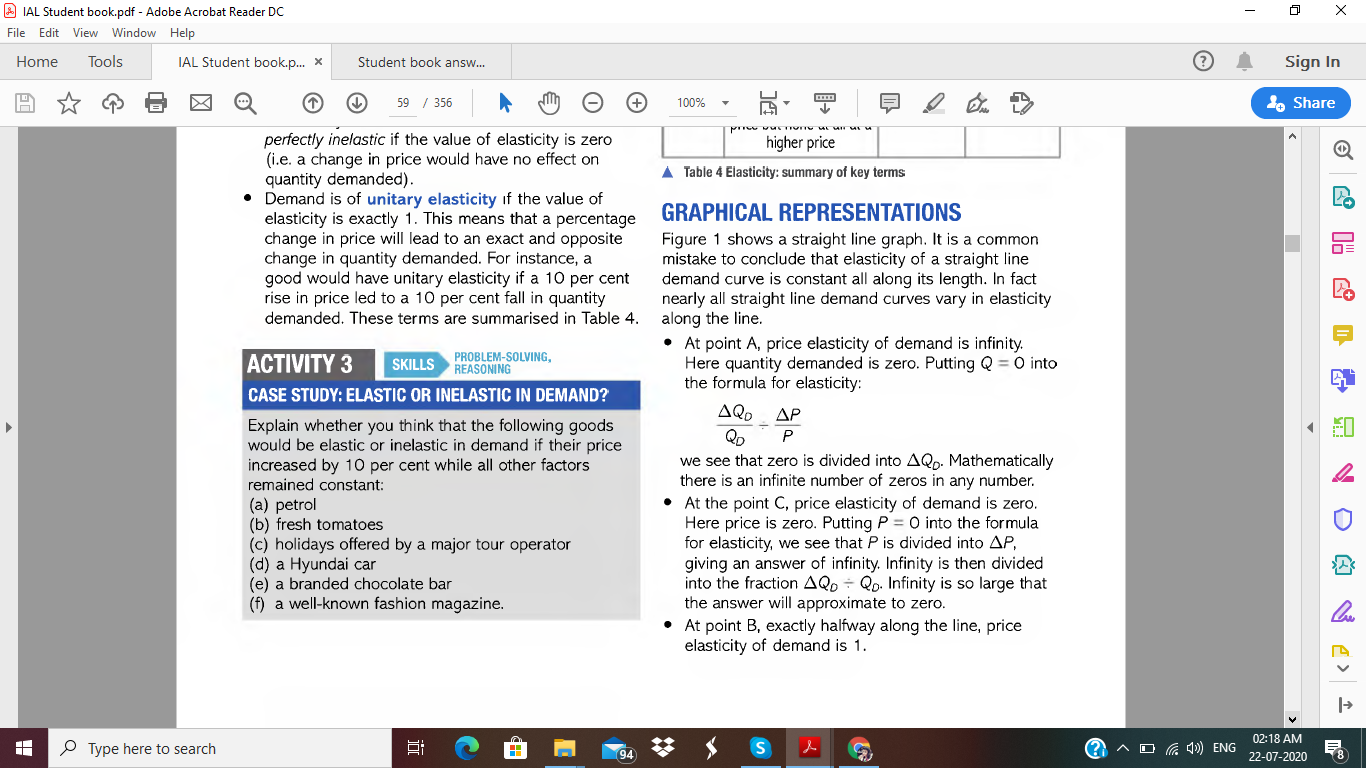 IAL Student book.pdf - Adobe Acrobat Reader DC
File Edit View Window Help
Home Tools IAL Student book.p... × Student book answ... Sign In
59 / 356 100% Share
perfectly inelastic if the value of elasticity is zero
(i.e. a change in price would have no effect on
quantity demanded).
• Demand is of unitary elasticity if the value of
elasticity is exactly 1. This means that a percentage
change in price will lead to an exact and opposite
change in quantity demanded. For instance, a
good would have unitary elasticity if a 10 per cent
rise in price led to a 10 per cent fall in quantity
demanded. These terms are summarised in Table 4.
ACTIVITY 3 SKILLS PROBLEM-SOLVING,
REASONING
CASE STUDY: ELASTIC OR INELASTIC IN DEMAND?
Explain whether you think that the following goods
would be elastic or inelastic in demand if their price
increased by 10 per cent while all other factors
remained constant:
(a) petrol
(b) fresh tomatoes
(c) holidays offered by a major tour operator
(d) a Hyundai car
(e) a branded chocolate bar
(f) a well-known fashion magazine.
price but none at all at a
higher price
▲ Table 4 Elasticity: summary of key terms
GRAPHICAL REPRESENTATIONS
Figure 1 shows a straight line graph. It is a common
mistake to conclude that elasticity of a straight line
demand curve is constant all along its length. In fact
nearly all straight line demand curves vary in elasticity
along the line.
• At point A, price elasticity of demand is infinity.
Here quantity demanded is zero. Putting Q = 0 into
the formula for elasticity:
ΔQD/QD ÷ ΔP/P
we see that zero is divided into ΔQD. Mathematically
there is an infinite number of zeros in any number.
• At the point C, price elasticity of demand is zero.
Here price is zero. Putting P = 0 into the formula
for elasticity, we see that P is divided into ΔP,
giving an answer of infinity. Infinity is then divided
into the fraction ΔQD ÷ QD. Infinity is so large that
the answer will approximate to zero.
• At point B, exactly halfway along the line, price
elasticity of demand is 1.
Type here to search
94
ENG
02:18 AM
22-07-2020
8